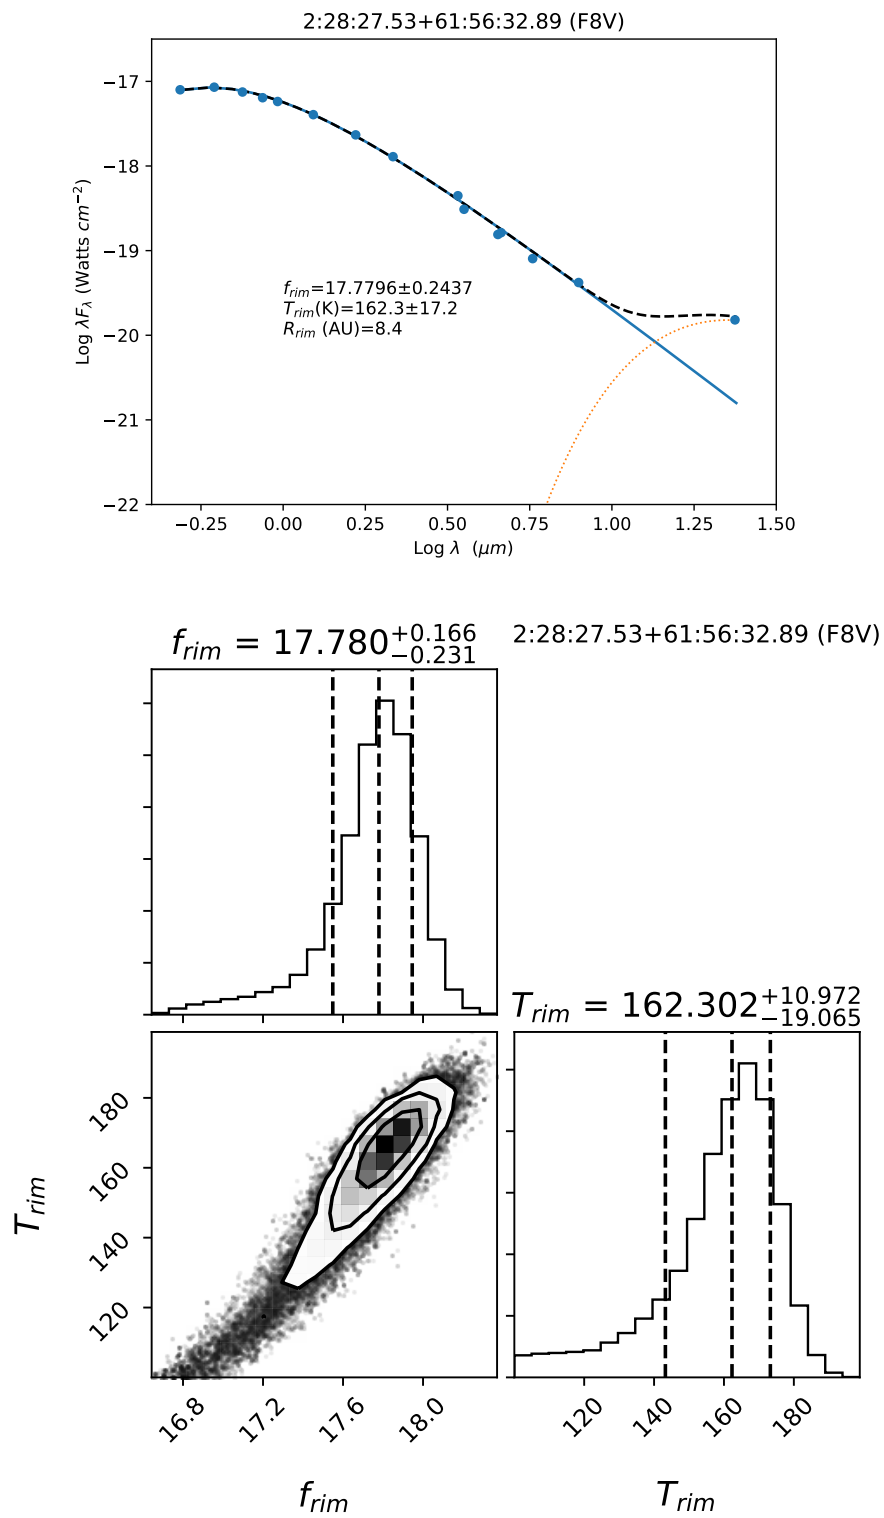 2:28:27.53+61:56:32.89 (F8V)
−17
−18
−19
−20
−21
−22
Log λFλ (Watts cm⁻²)
f_rim=17.7796±0.2437
T_rim(K)=162.3±17.2
R_rim (AU)=8.4
−0.25 0.00 0.25 0.50 0.75 1.00 1.25 1.50
Log λ (μm)
f_rim = 17.780 +0.166 −0.231
2:28:27.53+61:56:32.89 (F8V)
T_rim = 162.302 +10.972 −19.065
180
160
140
120
T_rim
16.8 17.2 17.6 18.0
120 140 160 180
f_rim
T_rim